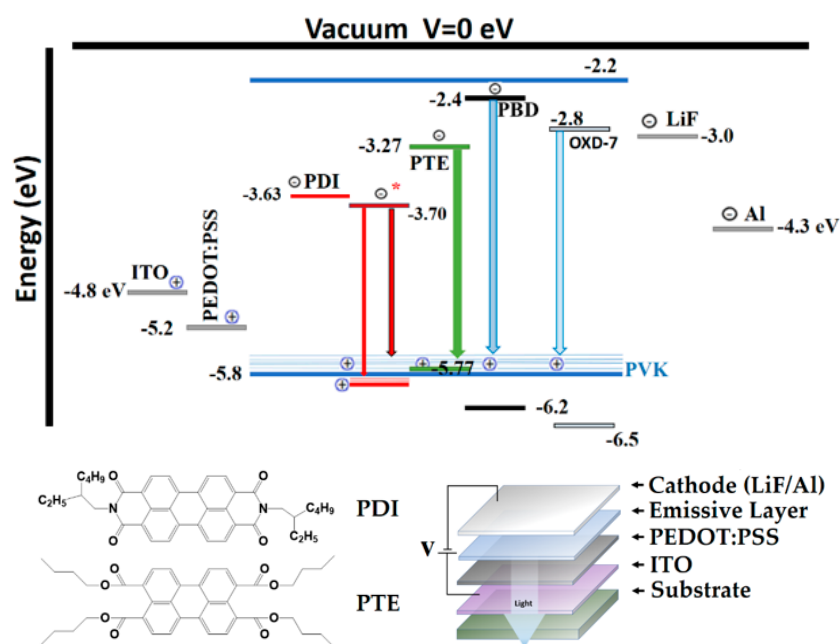 Vacuum V=0 eV
Energy (eV)
-2.2
-2.4
PBD
-2.8
OXD-7
LiF
-3.0
-3.27
PTE
PDI
-3.63
*
-3.70
Al
-4.3 eV
ITO
-4.8 eV
PEDOT:PSS
-5.2
-5.77
-5.8
PVK
-6.2
-6.5
C4H9
C2H5
O
O
N
N
O
O
C4H9
C2H5
PDI
O
O
O
O
O
O
O
O
PTE
V
Light
Cathode (LiF/Al)
Emissive Layer
PEDOT:PSS
ITO
Substrate